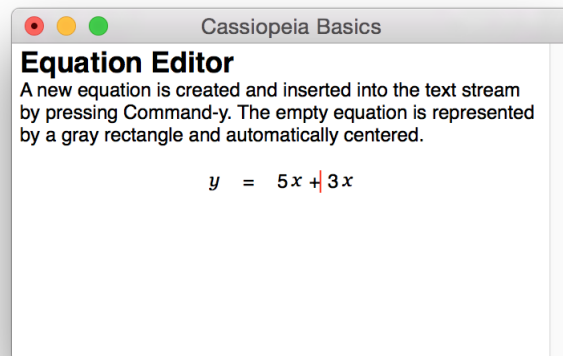 Cassiopeia Basics
Equation Editor
A new equation is created and inserted into the text stream
by pressing Command-y. The empty equation is represented
by a gray rectangle and automatically centered.
y = 5x + 3x